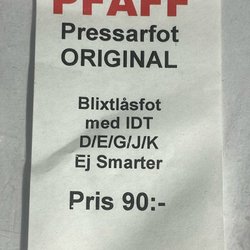 PFAFF
Pressarfot
ORIGINAL
Blixtlåsfot
med IDT
D/E/G/J/K
Ej Smarter
Pris 90:-